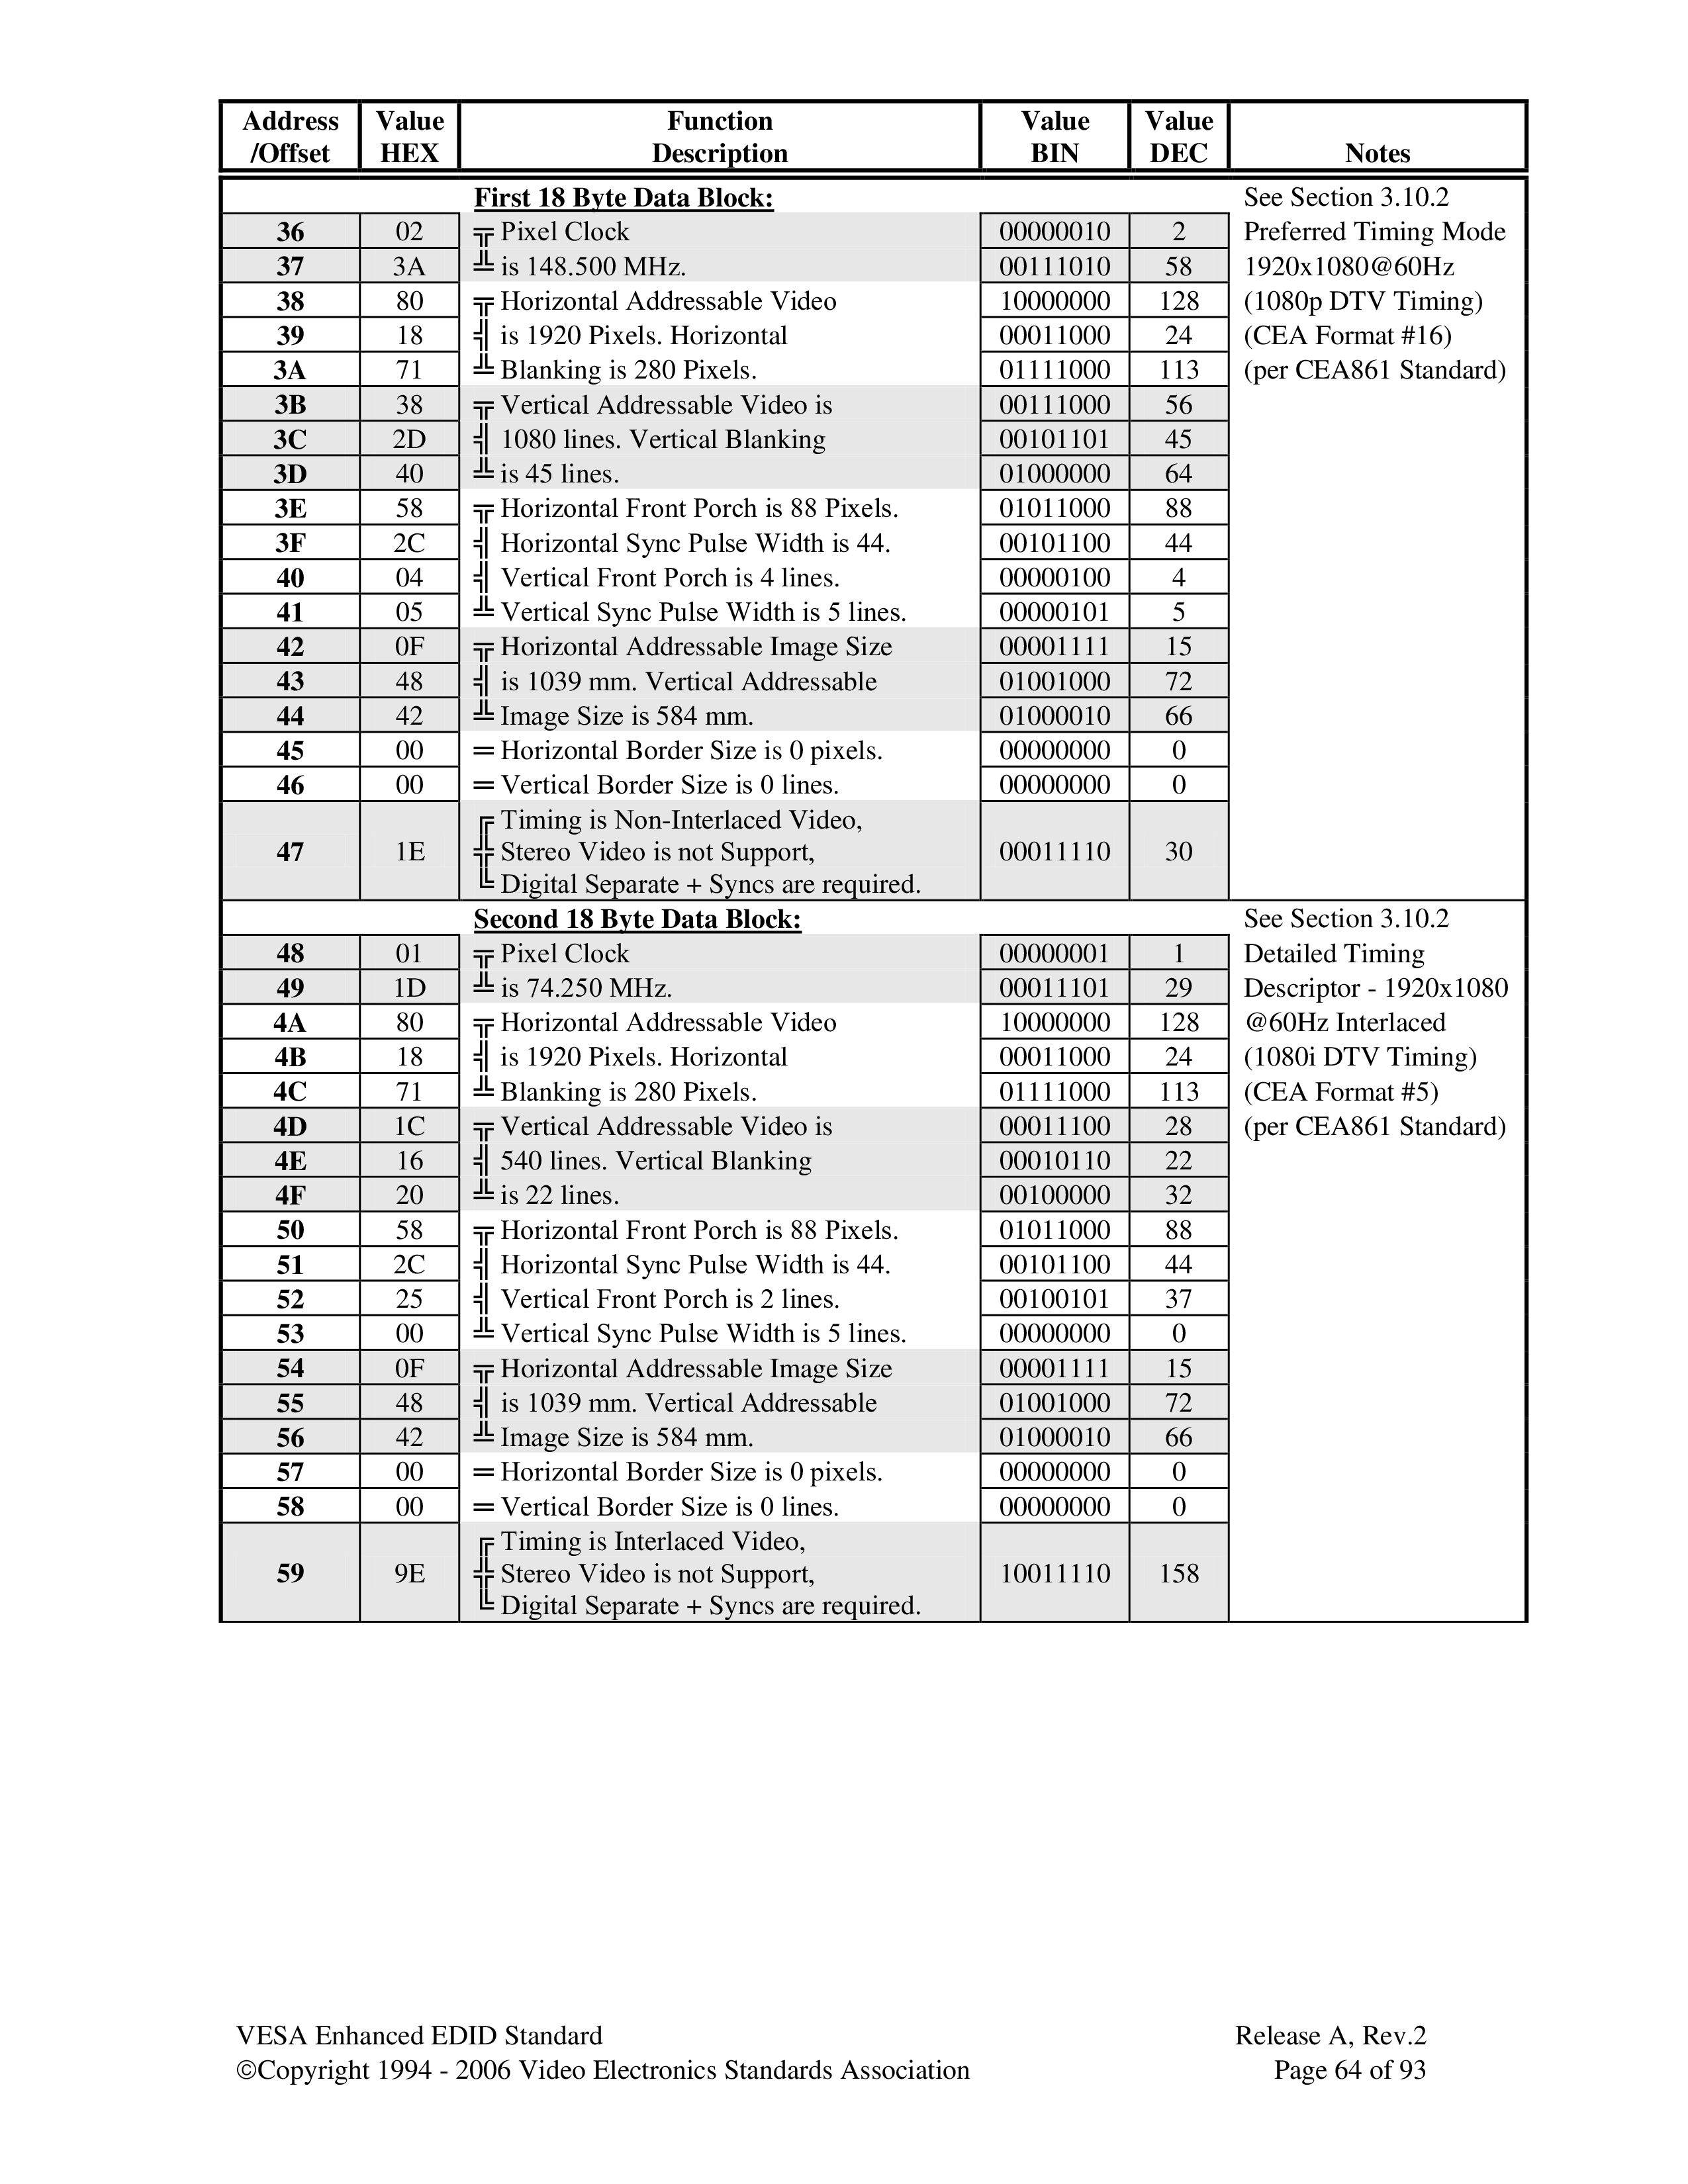 Address /Offset Value HEX Function Description Value BIN Value DEC Notes
First 18 Byte Data Block: See Section 3.10.2
36 02 ╦ Pixel Clock 00000010 2 Preferred Timing Mode
37 3A ╩ is 148.500 MHz. 00111010 58 1920x1080@60Hz
38 80 ╦ Horizontal Addressable Video 10000000 128 (1080p DTV Timing)
39 18 ╣ is 1920 Pixels. Horizontal 00011000 24 (CEA Format #16)
3A 71 ╩ Blanking is 280 Pixels. 01111000 113 (per CEA861 Standard)
3B 38 ╦ Vertical Addressable Video is 00111000 56
3C 2D ╣ 1080 lines. Vertical Blanking 00101101 45
3D 40 ╩ is 45 lines. 01000000 64
3E 58 ╦ Horizontal Front Porch is 88 Pixels. 01011000 88
3F 2C ╣ Horizontal Sync Pulse Width is 44. 00101100 44
40 04 ╣ Vertical Front Porch is 4 lines. 00000100 4
41 05 ╩ Vertical Sync Pulse Width is 5 lines. 00000101 5
42 0F ╦ Horizontal Addressable Image Size 00001111 15
43 48 ╣ is 1039 mm. Vertical Addressable 01001000 72
44 42 ╩ Image Size is 584 mm. 01000010 66
45 00 ═ Horizontal Border Size is 0 pixels. 00000000 0
46 00 ═ Vertical Border Size is 0 lines. 00000000 0
╔ Timing is Non-Interlaced Video,
47 1E ╬ Stereo Video is not Support, 00011110 30
╚ Digital Separate + Syncs are required.
Second 18 Byte Data Block: See Section 3.10.2
48 01 ╦ Pixel Clock 00000001 1 Detailed Timing
49 1D ╩ is 74.250 MHz. 00011101 29 Descriptor - 1920x1080
4A 80 ╦ Horizontal Addressable Video 10000000 128 @60Hz Interlaced
4B 18 ╣ is 1920 Pixels. Horizontal 00011000 24 (1080i DTV Timing)
4C 71 ╩ Blanking is 280 Pixels. 01111000 113 (CEA Format #5)
4D 1C ╦ Vertical Addressable Video is 00011100 28 (per CEA861 Standard)
4E 16 ╣ 540 lines. Vertical Blanking 00010110 22
4F 20 ╩ is 22 lines. 00100000 32
50 58 ╦ Horizontal Front Porch is 88 Pixels. 01011000 88
51 2C ╣ Horizontal Sync Pulse Width is 44. 00101100 44
52 25 ╣ Vertical Front Porch is 2 lines. 00100101 37
53 00 ╩ Vertical Sync Pulse Width is 5 lines. 00000000 0
54 0F ╦ Horizontal Addressable Image Size 00001111 15
55 48 ╣ is 1039 mm. Vertical Addressable 01001000 72
56 42 ╩ Image Size is 584 mm. 01000010 66
57 00 ═ Horizontal Border Size is 0 pixels. 00000000 0
58 00 ═ Vertical Border Size is 0 lines. 00000000 0
╔ Timing is Interlaced Video,
59 9E ╬ Stereo Video is not Support, 10011110 158
╚ Digital Separate + Syncs are required.
VESA Enhanced EDID Standard Release A, Rev.2
©Copyright 1994 - 2006 Video Electronics Standards Association Page 64 of 93